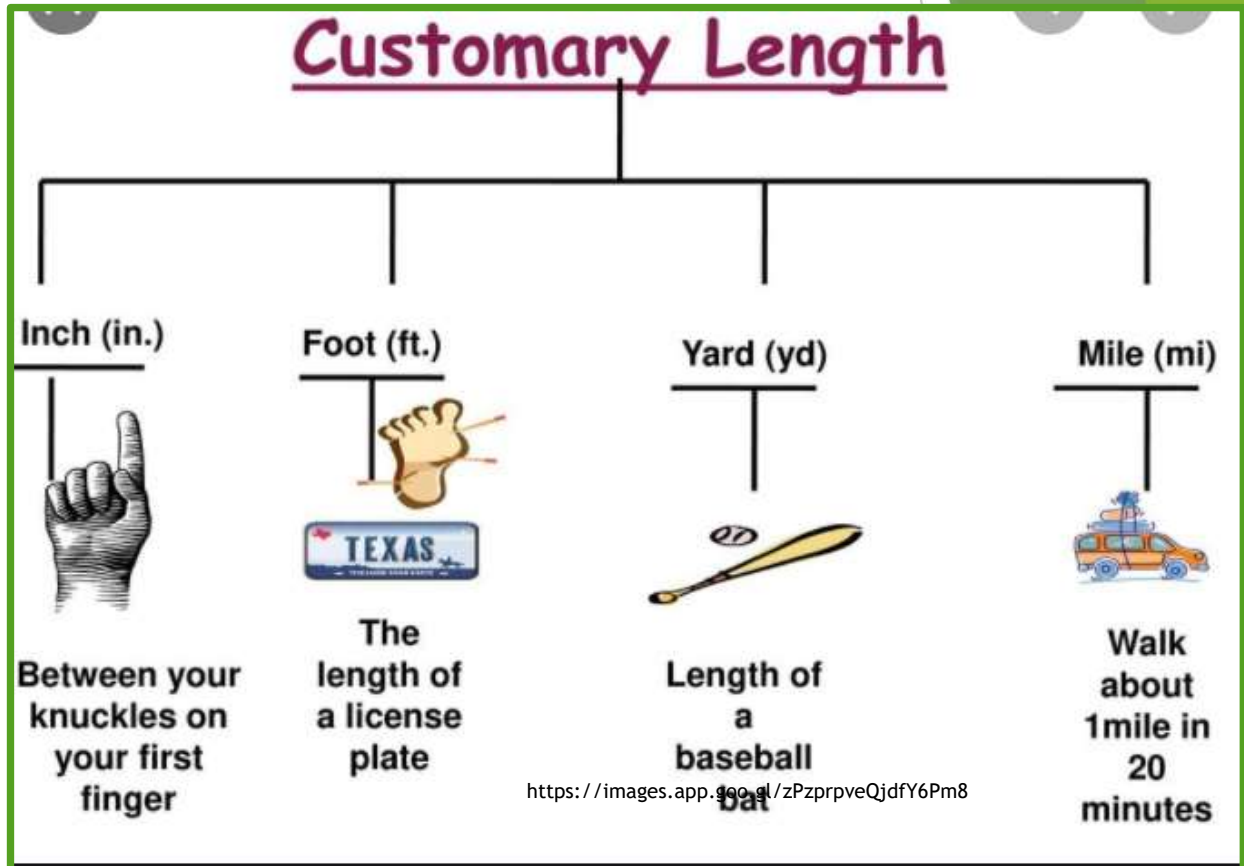 Customary Length
Inch (in.)
Foot (ft.)
Yard (yd)
Mile (mi)
TEXAS
Between your
knuckles on
your first
finger
The
length of
a license
plate
Length of
a
baseball
bat
Walk
about
1mile in
20
minutes
https://images.app.goo.gl/zPzprpveQjdfY6Pm8